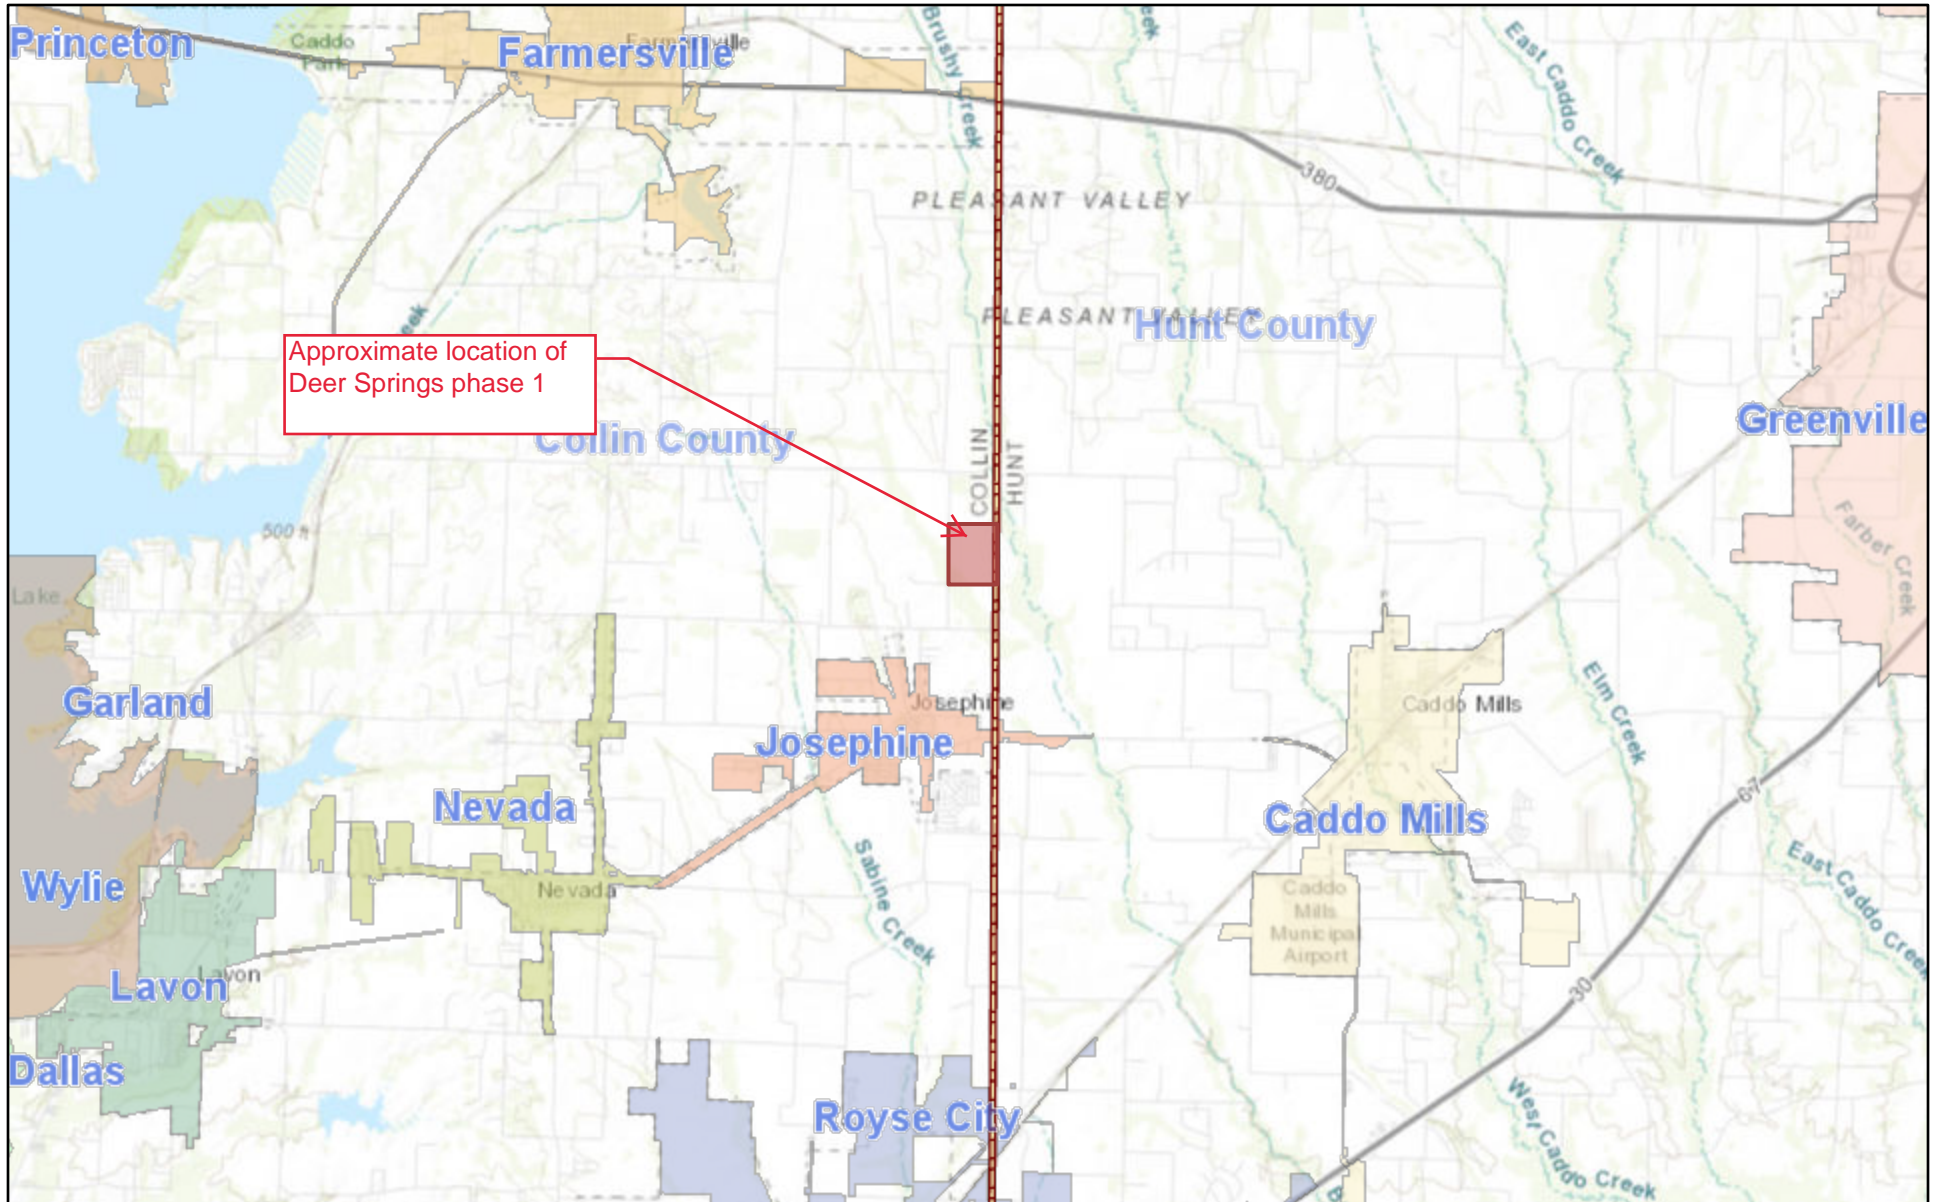 Princeton
Caddo
Park
Farmersville
Farmersville
Brushy Creek
eek
East Caddo Creek
380
PLEASANT VALLEY
PLEASANT VALLEY
Hunt County
eek
Approximate location of
Deer Springs phase 1
Collin County
COLLIN
HUNT
Greenville
Farber Creek
500 ft
Lake
Garland
Josephine
Josephine
Caddo Mills
Elm Creek
67
Nevada
Caddo Mills
Wylie
Nevada
Sabine Creek
Caddo
Mills
Municipal
Airport
East Caddo Creek
Lavon
Lavon
30
Dallas
Royse City
West Caddo Creek
B